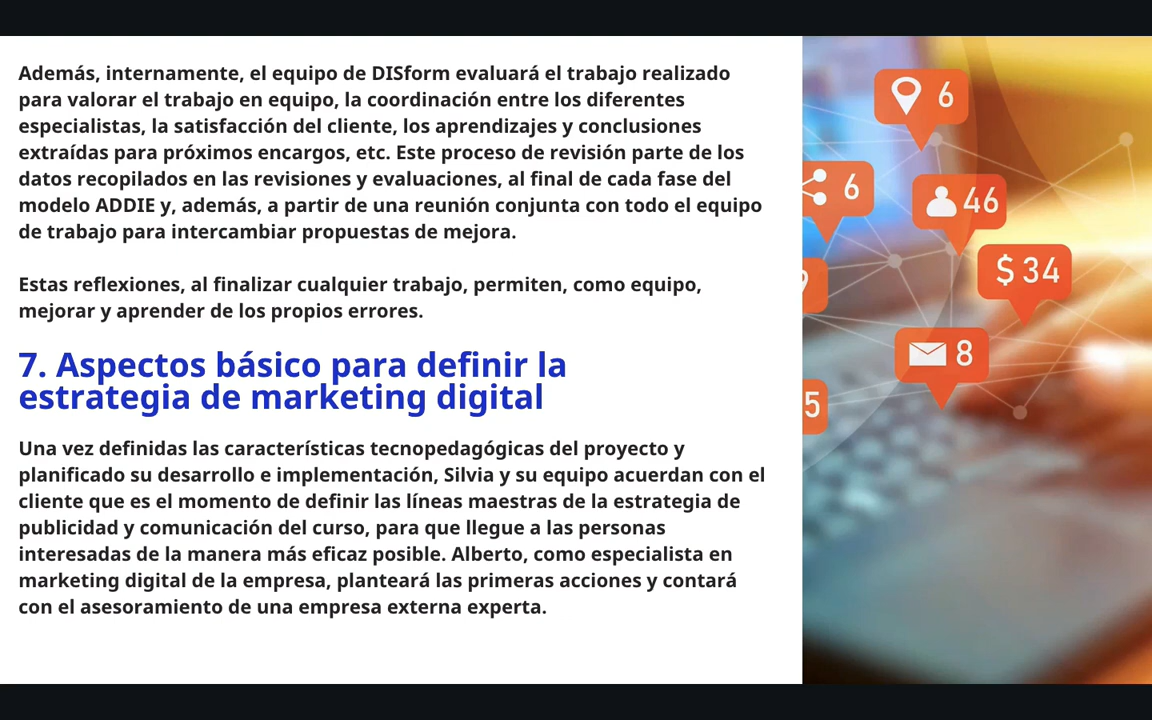 Además, internamente, el equipo de DISform evaluará el trabajo realizado
para valorar el trabajo en equipo, la coordinación entre los diferentes
especialistas, la satisfacción del cliente, los aprendizajes y conclusiones
extraídas para próximos encargos, etc. Este proceso de revisión parte de los
datos recopilados en las revisiones y evaluaciones, al final de cada fase del
modelo ADDIE y, además, a partir de una reunión conjunta con todo el equipo
de trabajo para intercambiar propuestas de mejora.
Estas reflexiones, al finalizar cualquier trabajo, permiten, como equipo,
mejorar y aprender de los propios errores.
7. Aspectos básico para definir la
estrategia de marketing digital
Una vez definidas las características tecnopedagógicas del proyecto y
planificado su desarrollo e implementación, Silvia y su equipo acuerdan con el
cliente que es el momento de definir las líneas maestras de la estrategia de
publicidad y comunicación del curso, para que llegue a las personas
interesadas de la manera más eficaz posible. Alberto, como especialista en
marketing digital de la empresa, planteará las primeras acciones y contará
con el asesoramiento de una empresa externa experta.
6
6
46
$ 34
8
5